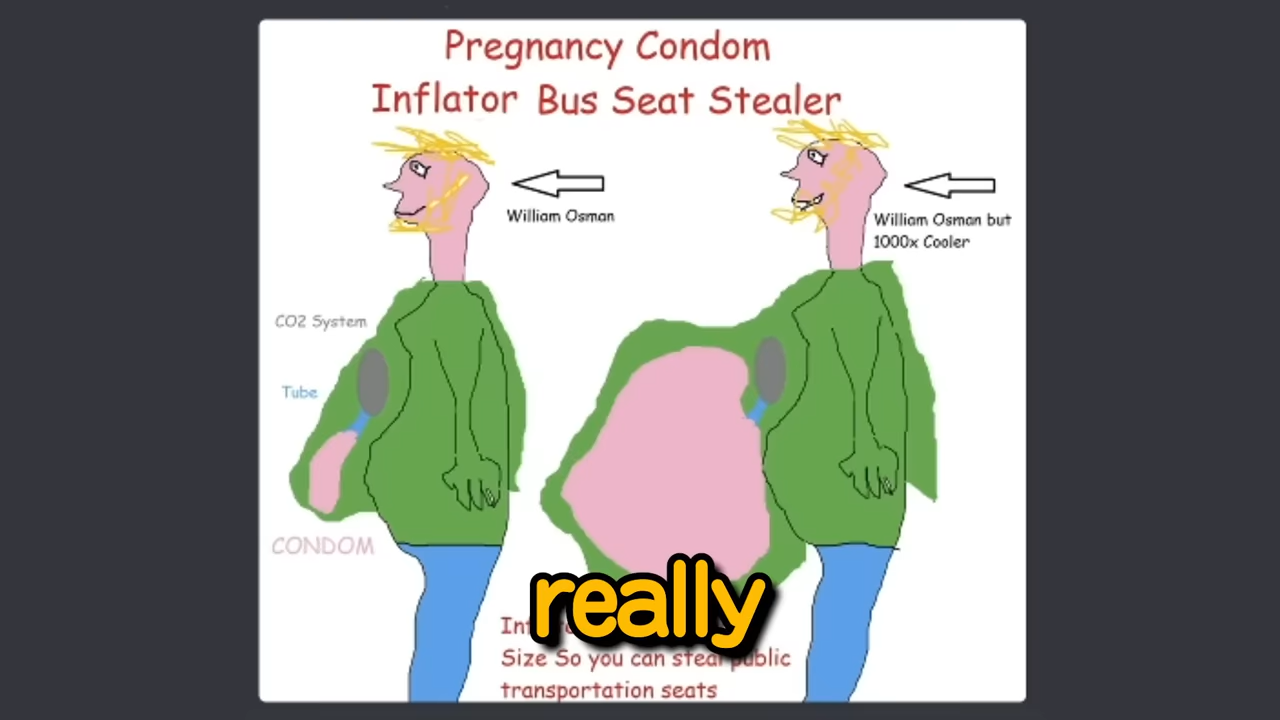 Pregnancy Condom
Inflator Bus Seat Stealer
William Osman
William Osman but
1000x Cooler
CO2 System
Tube
CONDOM
really
Size So you can steal public
transportation seats